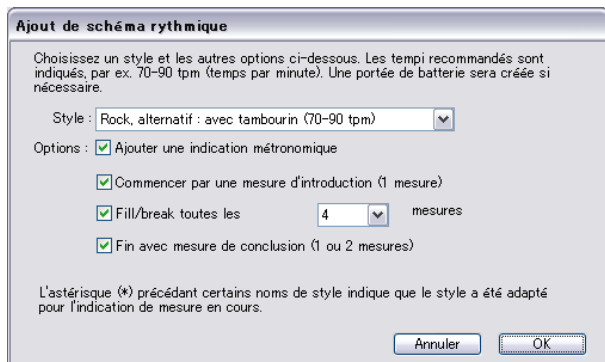 Ajout de schéma rythmique
Choisissez un style et les autres options ci-dessous. Les tempi recommandés sont
indiqués, par ex. 70-90 tpm (temps par minute). Une portée de batterie sera créée si
nécessaire.
Style : Rock, alternatif : avec tambourin (70-90 tpm)
Options : Ajouter une indication métronomique
Commencer par une mesure d'introduction (1 mesure)
Fill/break toutes les 4 mesures
Fin avec mesure de conclusion (1 ou 2 mesures)
L'astérisque (*) précédant certains noms de style indique que le style a été adapté
pour l'indication de mesure en cours.
Annuler OK